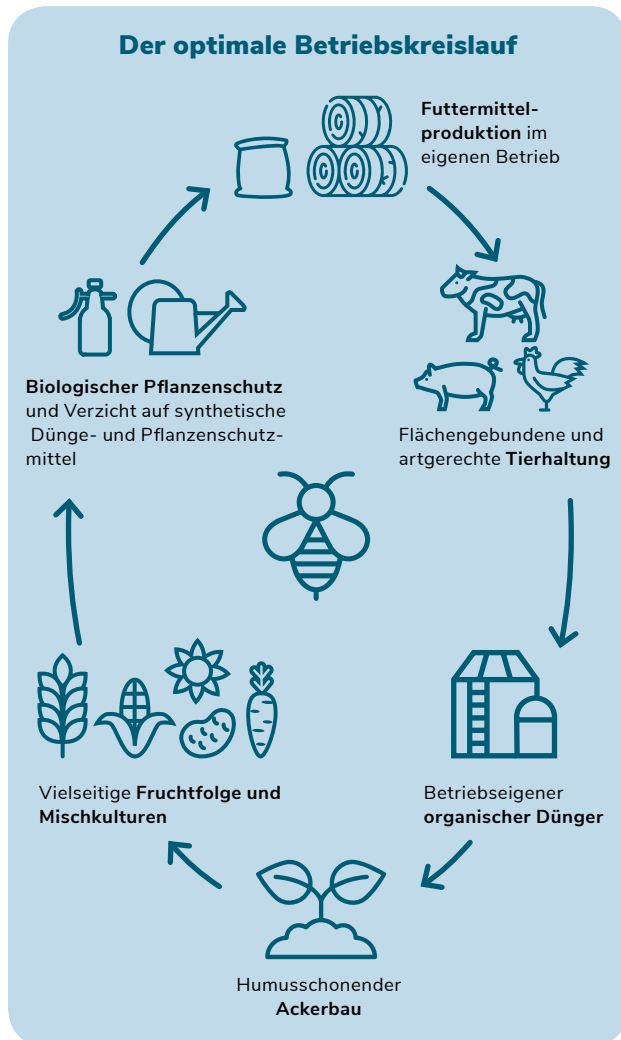 Der optimale Betriebskreislauf
Futtermittel-
produktion im
eigenen Betrieb
Flächengebundene und
artgerechte Tierhaltung
Betriebseigener
organischer Dünger
Humusschonender
Ackerbau
Vielseitige Fruchtfolge und
Mischkulturen
Biologischer Pflanzenschutz
und Verzicht auf synthetische
Dünge- und Pflanzenschutz-
mittel